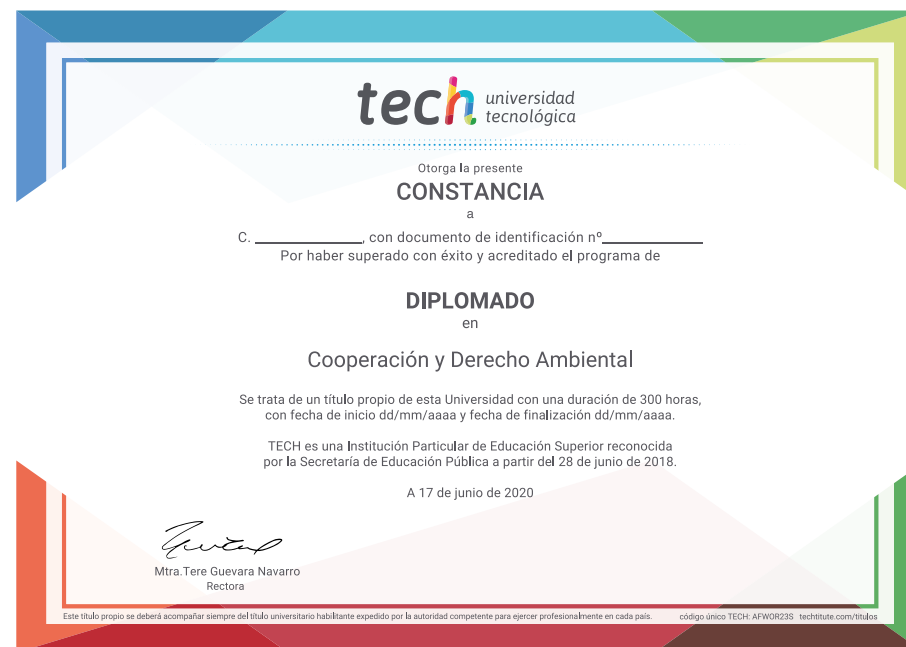 tech universidad
tecnológica
Otorga la presente
CONSTANCIA
a
C. ______________, con documento de identificación nº_____________
Por haber superado con éxito y acreditado el programa de
DIPLOMADO
en
Cooperación y Derecho Ambiental
Se trata de un título propio de esta Universidad con una duración de 300 horas,
con fecha de inicio dd/mm/aaaa y fecha de finalización dd/mm/aaaa.
TECH es una Institución Particular de Educación Superior reconocida
por la Secretaría de Educación Pública a partir del 28 de junio de 2018.
A 17 de junio de 2020
Mtra.Tere Guevara Navarro
Rectora
Este título propio se deberá acompañar siempre del título universitario habilitante expedido por la autoridad competente para ejercer profesionalmente en cada país. código único TECH: AFWOR23S techtitute.com/titulos